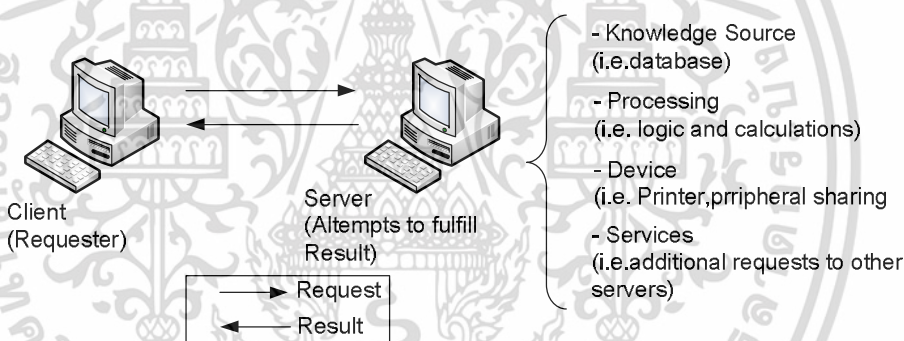 - Knowledge Source
(i.e.database)
- Processing
(i.e. logic and calculations)
- Device
(i.e. Printer,prripheral sharing
- Services
(i.e.additional requests to other
servers)
Client
(Requester)
Server
(Altempts to fulfill
Result)
Request
Result